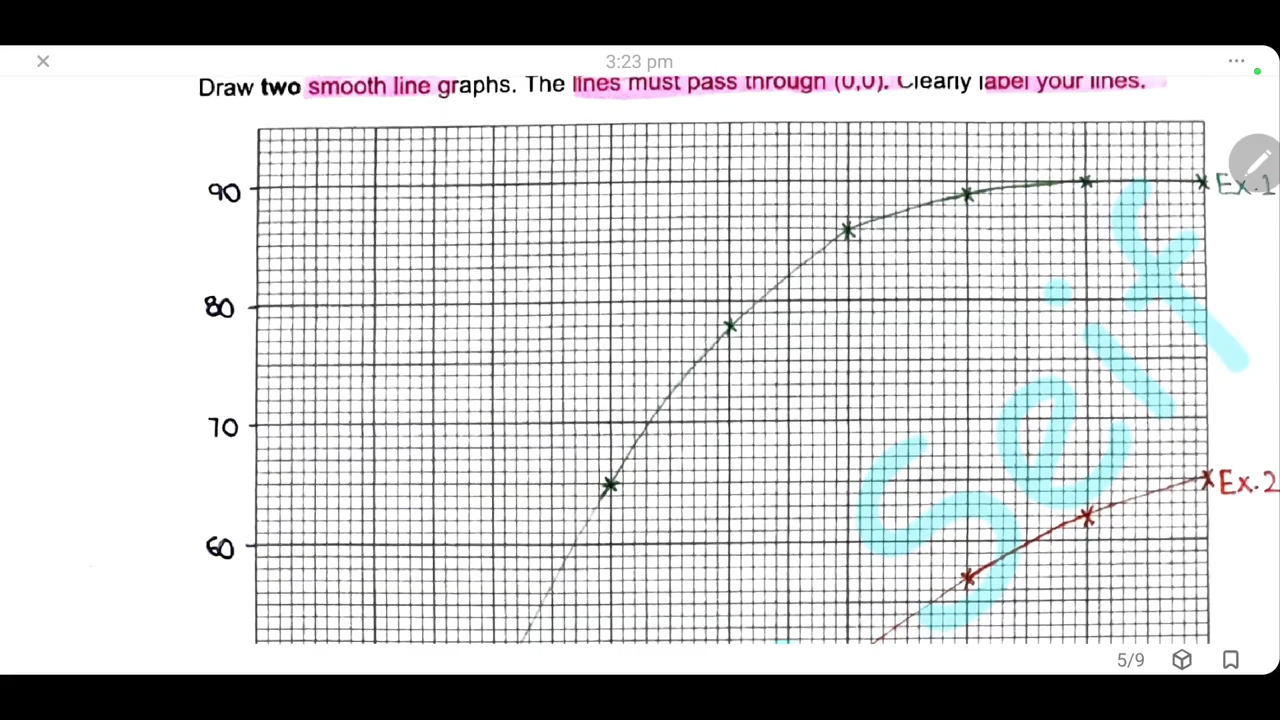 3:23 pm
Draw two smooth line graphs. The lines must pass through (0,0). Clearly label your lines.
90
Ex.1
80
Seif
70
Ex.2
60
5/9